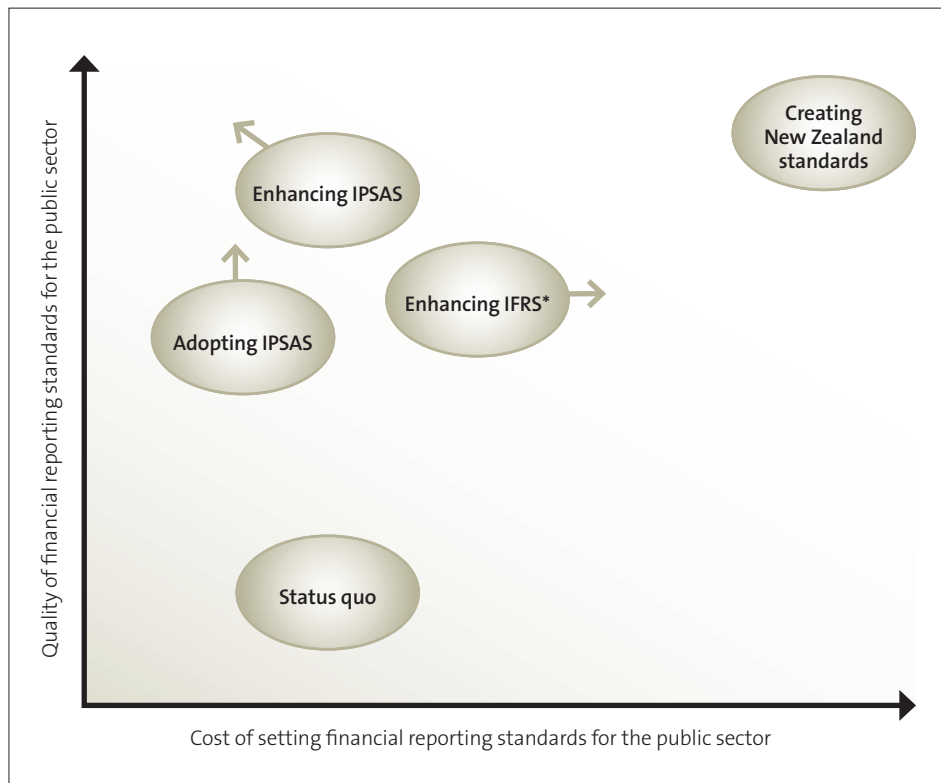 Quality of financial reporting standards for the public sector
Creating
New Zealand
standards
Enhancing IPSAS
Enhancing IFRS*
Adopting IPSAS
Status quo
Cost of setting financial reporting standards for the public sector